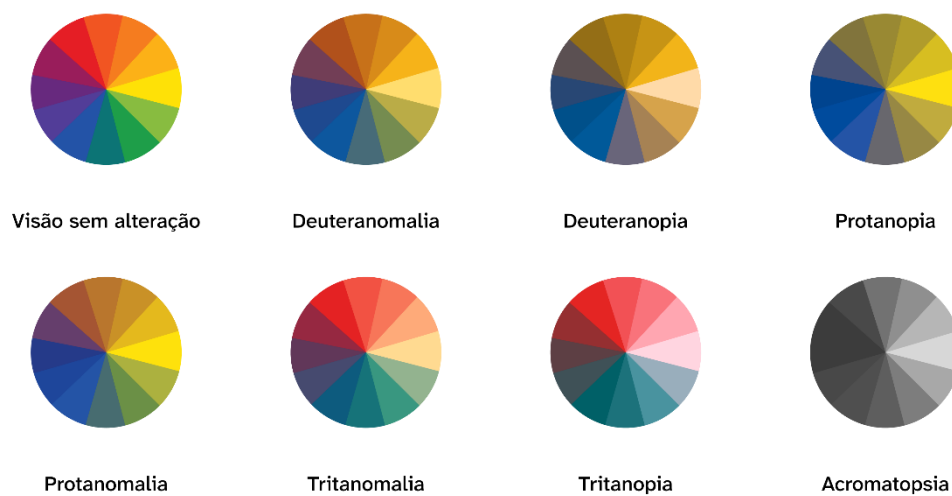 Visão sem alteração
Deuteranomalia
Deuteranopia
Protanopia
Protanomalia
Tritanomalia
Tritanopia
Acromatopsia